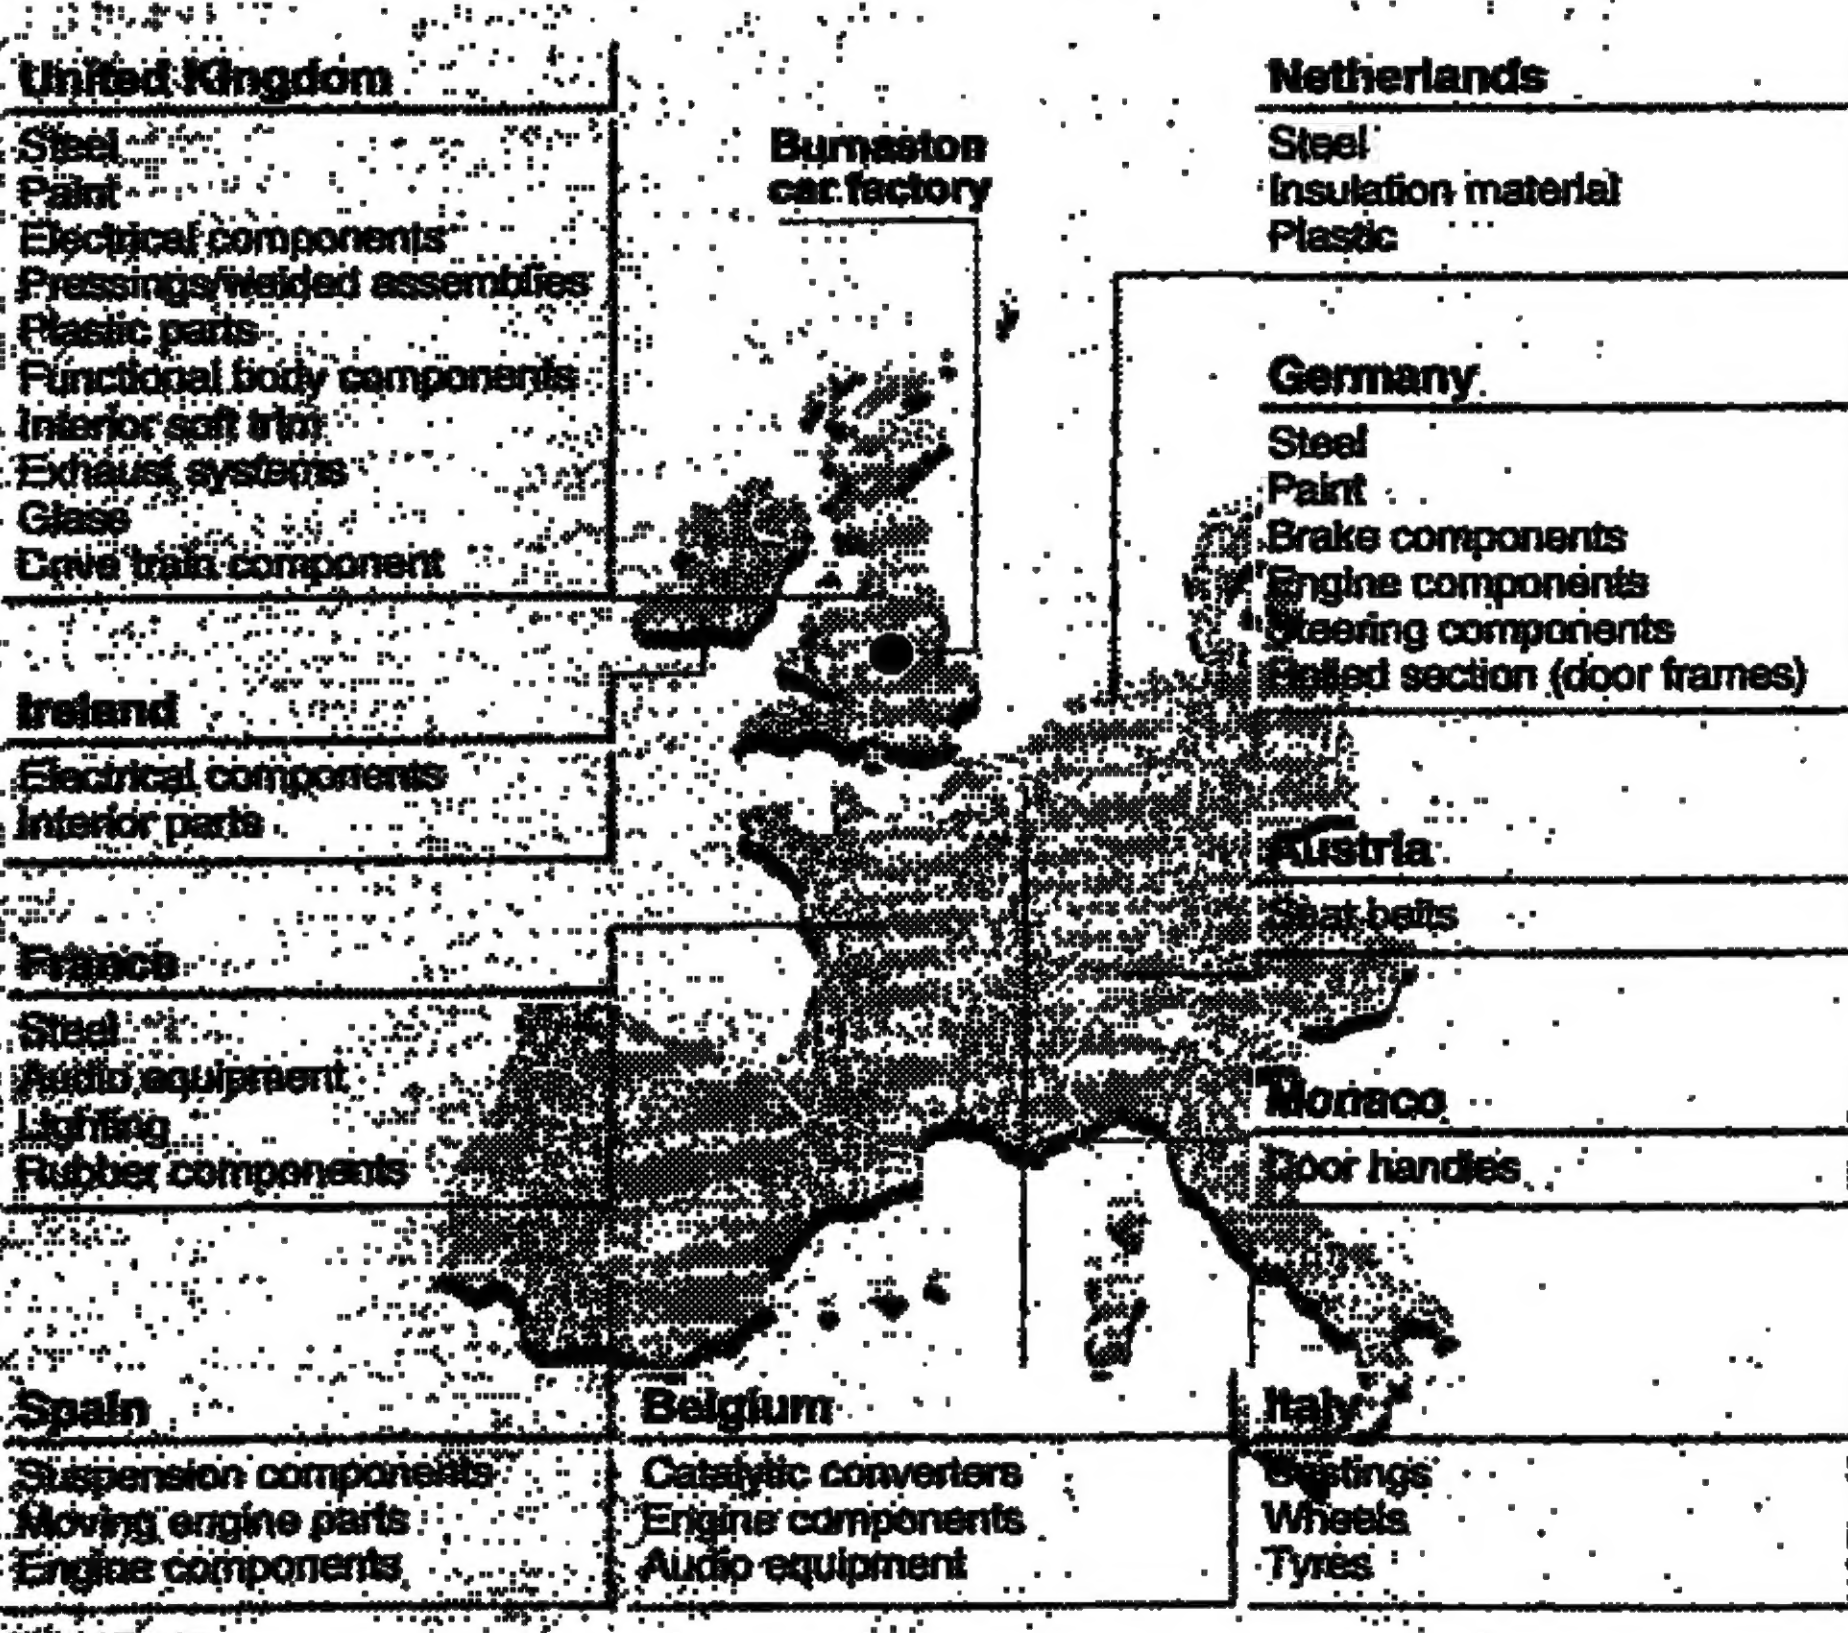 United Kingdom
Steel
Paint
Electrical components
Pressings/welded assemblies
Plastic parts
Functional body components
Interior soft trim
Exhaust systems
Glass
Drive train component
Burnaston
car factory
Netherlands
Steel
Insulation material
Plastic
Germany
Steel
Paint
Brake components
Engine components
Steering components
Rolled section (door frames)
Ireland
Electrical components
Interior parts
Austria
Seat belts
France
Steel
Audio equipment
Lighting
Rubber components
Monaco
Door handles
Spain
Suspension components
Moving engine parts
Engine components
Belgium
Catalytic converters
Engine components
Audio equipment
Italy
Castings
Wheels
Tyres